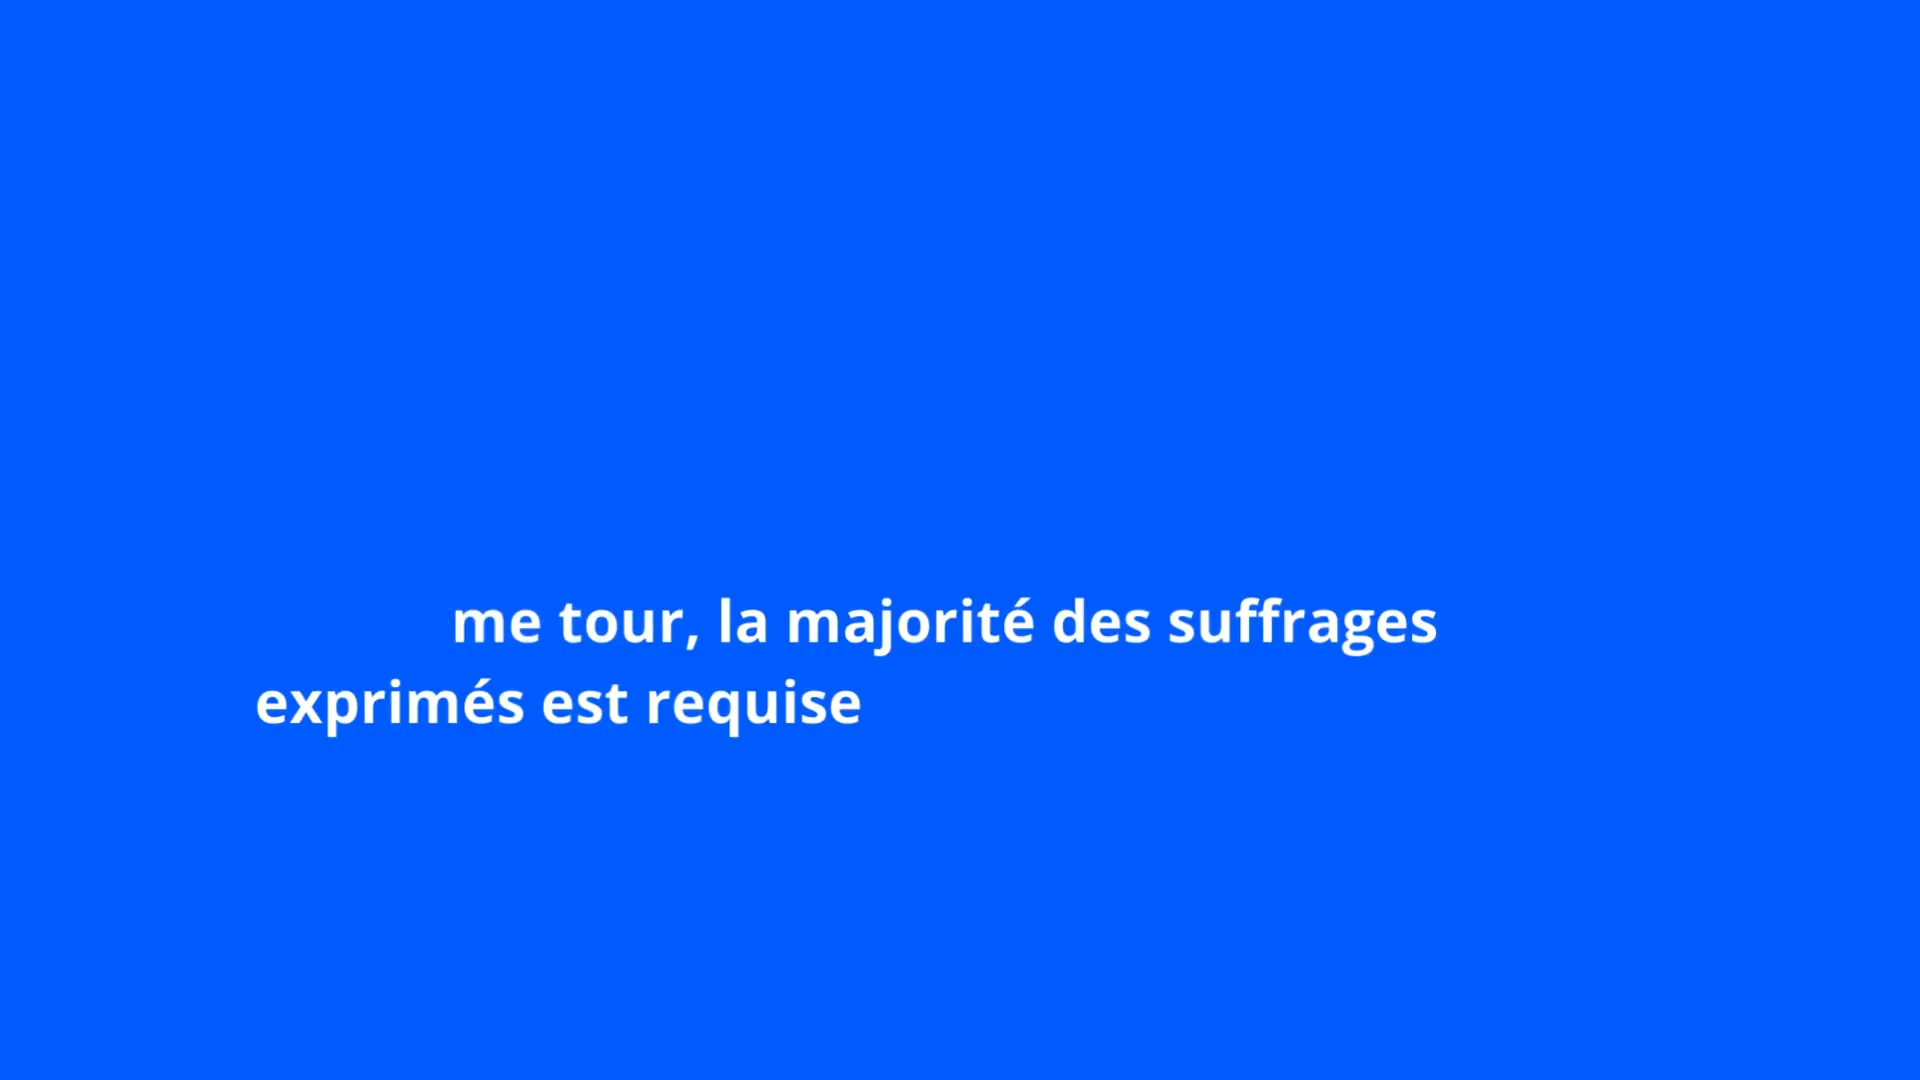 me tour, la majorité des suffrages
exprimés est requise